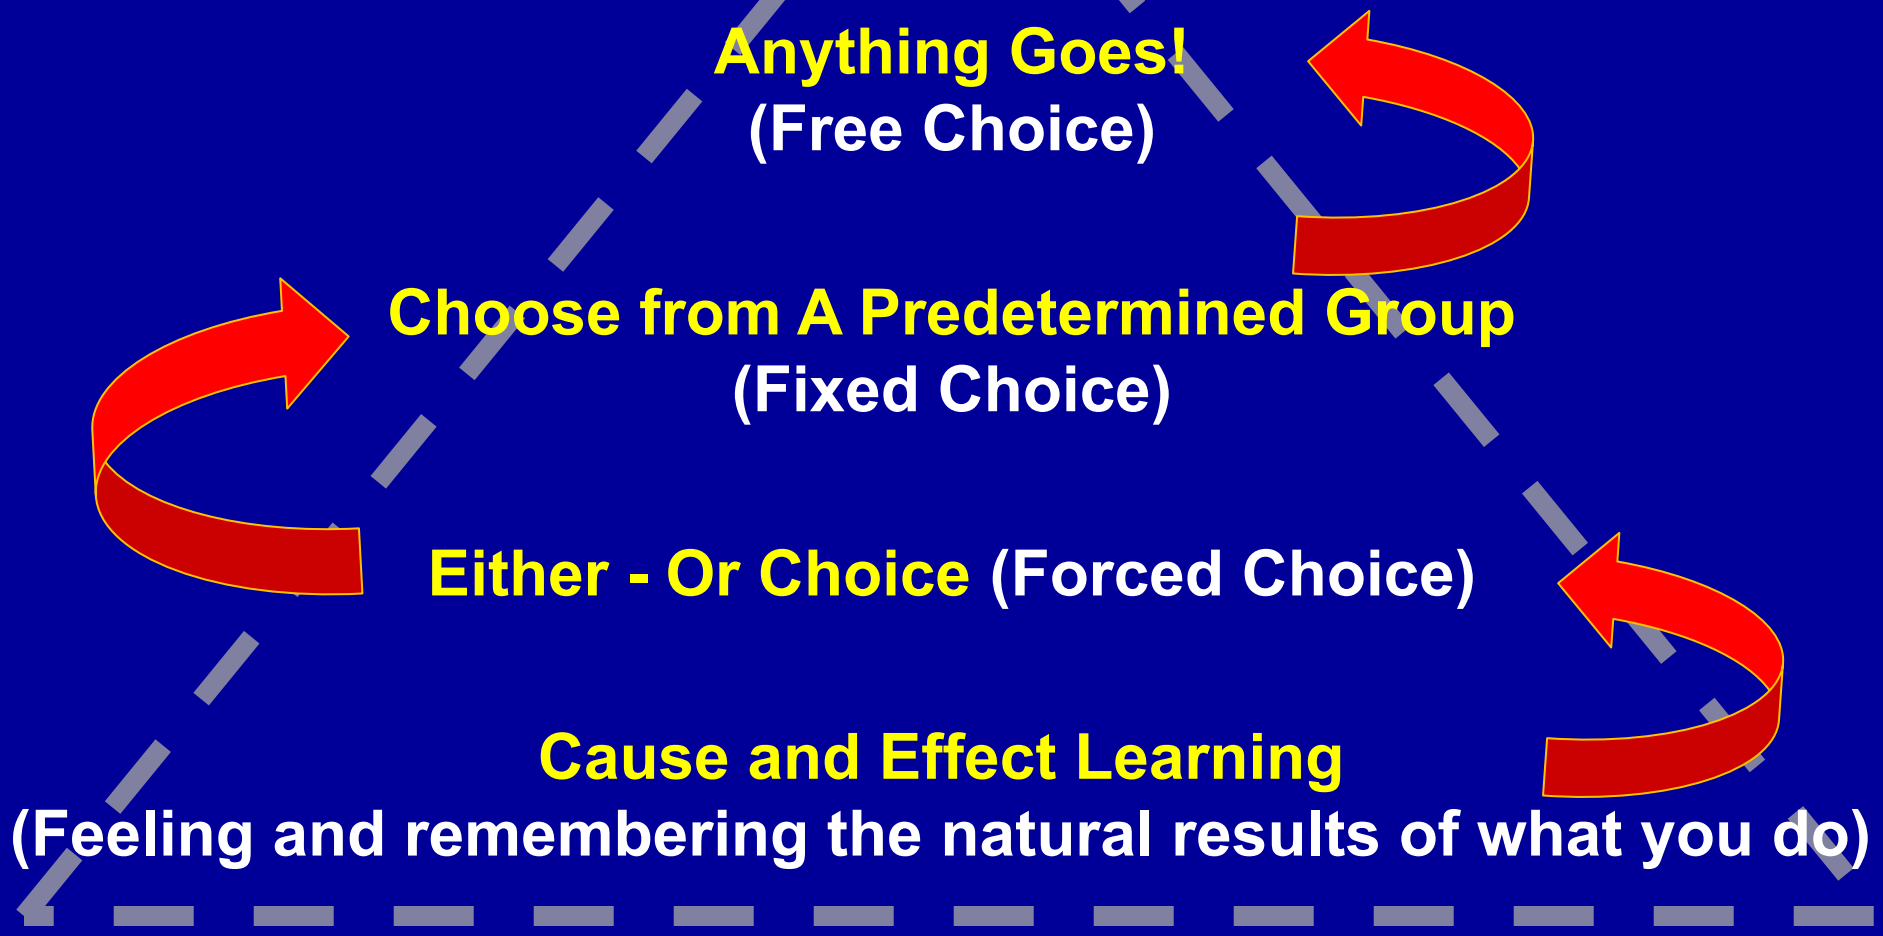 Anything Goes!
(Free Choice)
Choose from A Predetermined Group
(Fixed Choice)
Either - Or Choice (Forced Choice)
Cause and Effect Learning
(Feeling and remembering the natural results of what you do)